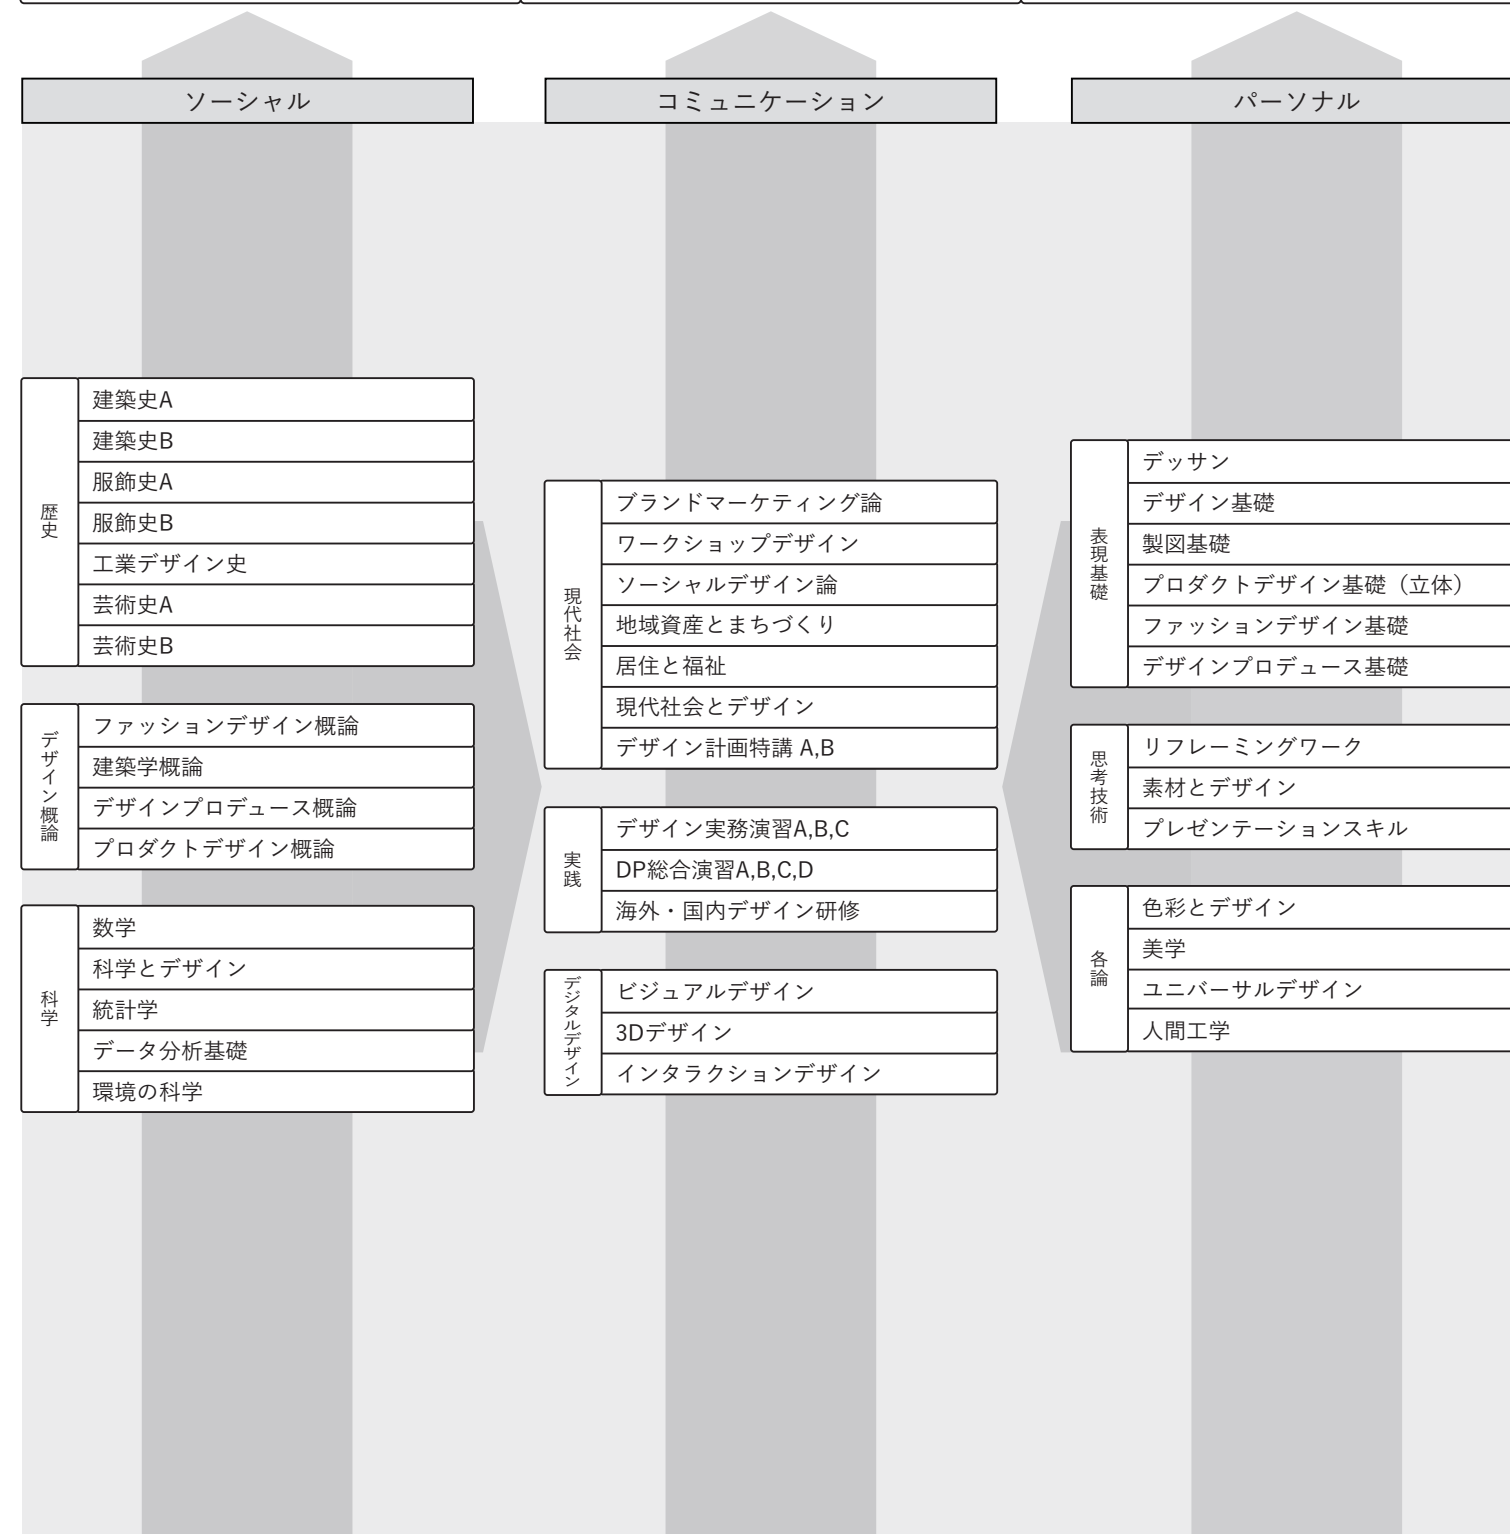 ソーシャル
歴史
建築史A
建築史B
服飾史A
服飾史B
工業デザイン史
芸術史A
芸術史B
デザイン概論
ファッションデザイン概論
建築学概論
デザインプロデュース概論
プロダクトデザイン概論
科学
数学
科学とデザイン
統計学
データ分析基礎
環境の科学
コミュニケーション
現代社会
ブランドマーケティング論
ワークショップデザイン
ソーシャルデザイン論
地域資産とまちづくり
居住と福祉
現代社会とデザイン
デザイン計画特講 A,B
実践
デザイン実務演習A,B,C
DP総合演習A,B,C,D
海外・国内デザイン研修
デジタルデザイン
ビジュアルデザイン
3Dデザイン
インタラクションデザイン
パーソナル
表現基礎
デッサン
デザイン基礎
製図基礎
プロダクトデザイン基礎（立体）
ファッションデザイン基礎
デザインプロデュース基礎
思考技術
リフレーミングワーク
素材とデザイン
プレゼンテーションスキル
各論
色彩とデザイン
美学
ユニバーサルデザイン
人間工学